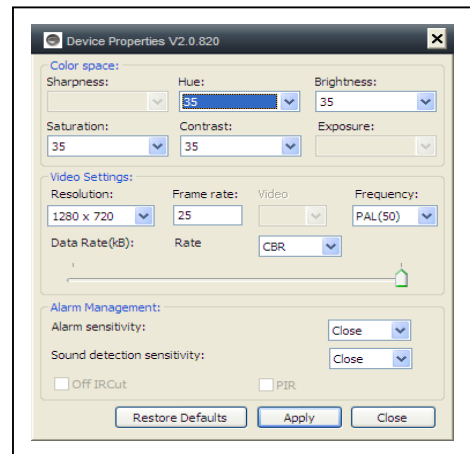 Device Properties V2.0.820
Color space:
Sharpness: Hue: Brightness:
35 35
Saturation: Contrast: Exposure:
35 35
Video Settings:
Resolution: Frame rate: Video Frequency:
1280 x 720 25 PAL(50)
Data Rate(kB): Rate CBR
Alarm Management:
Alarm sensitivity: Close
Sound detection sensitivity: Close
Off IRCut PIR
Restore Defaults Apply Close